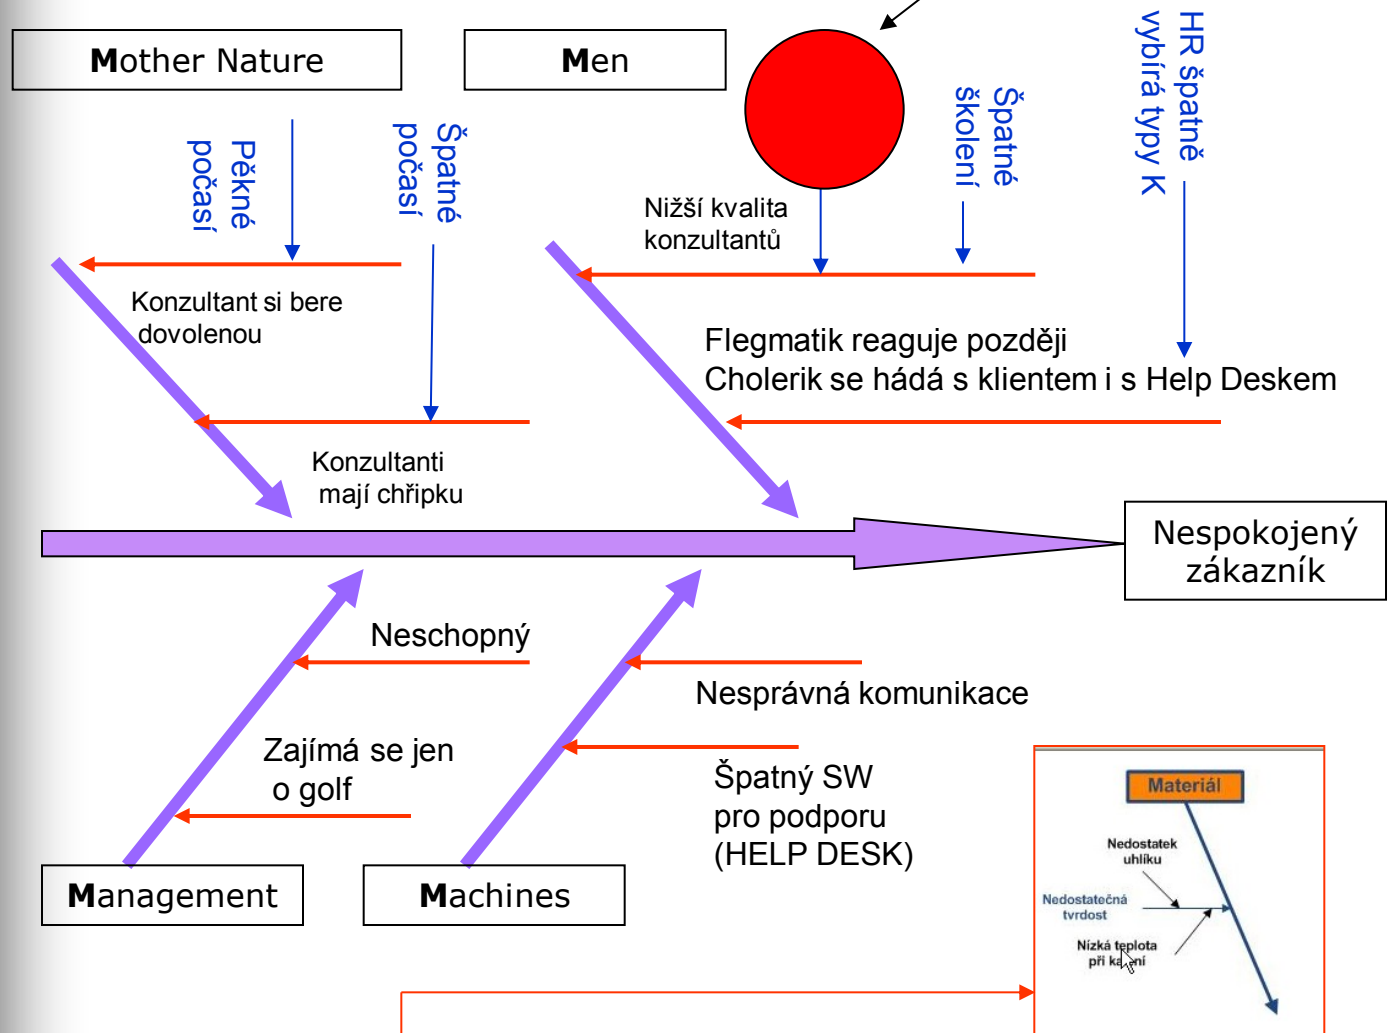 Mother Nature
Men
HR špatně
vybírá typy K
Špatné
školení
Špatné
počasí
Pěkné
počasí
Nižší kvalita
konzultantů
Konzultant si bere
dovolenou
Flegmatik reaguje později
Cholerik se hádá s klientem i s Help Deskem
Konzultanti
mají chřipku
Nespokojený
zákazník
Neschopný
Nesprávná komunikace
Zajímá se jen
o golf
Špatný SW
pro podporu
(HELP DESK)
Management
Machines
Materiál
Nedostatek
uhlíku
Nedostatečná
tvrdost
Nízká teplota
při kalení